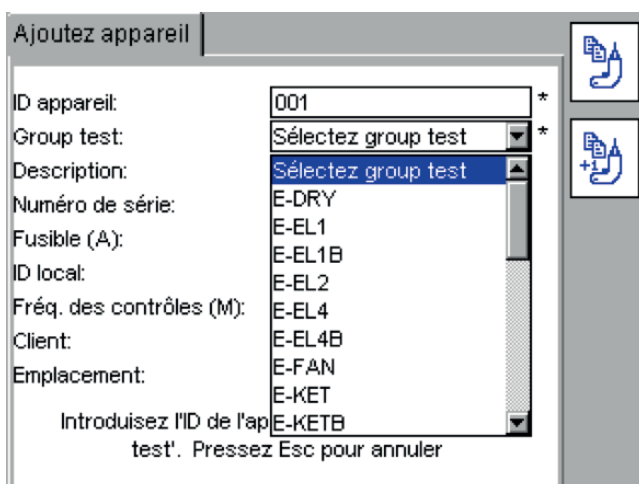 Ajoutez appareil
ID appareil: 001 *
Group test: Sélectez group test *
Description: Sélectez group test
Numéro de série: E-DRY
Fusible (A): E-EL1
E-EL1B
ID local: E-EL2
Fréq. des contrôles (M): E-EL4
Client: E-EL4B
Emplacement: E-FAN
E-KET
Introduisez l'ID de l'ap E-KETB
test'. Pressez Esc pour annuler
+1